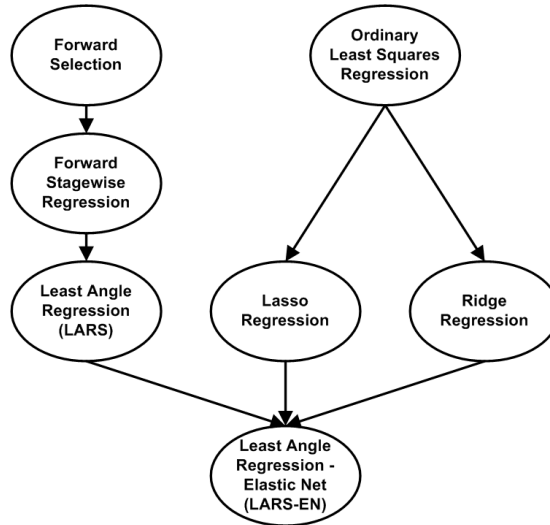 Forward
Selection
Ordinary
Least Squares
Regression
Forward
Stagewise
Regression
Least Angle
Regression
(LARS)
Lasso
Regression
Ridge
Regression
Least Angle
Regression -
Elastic Net
(LARS-EN)